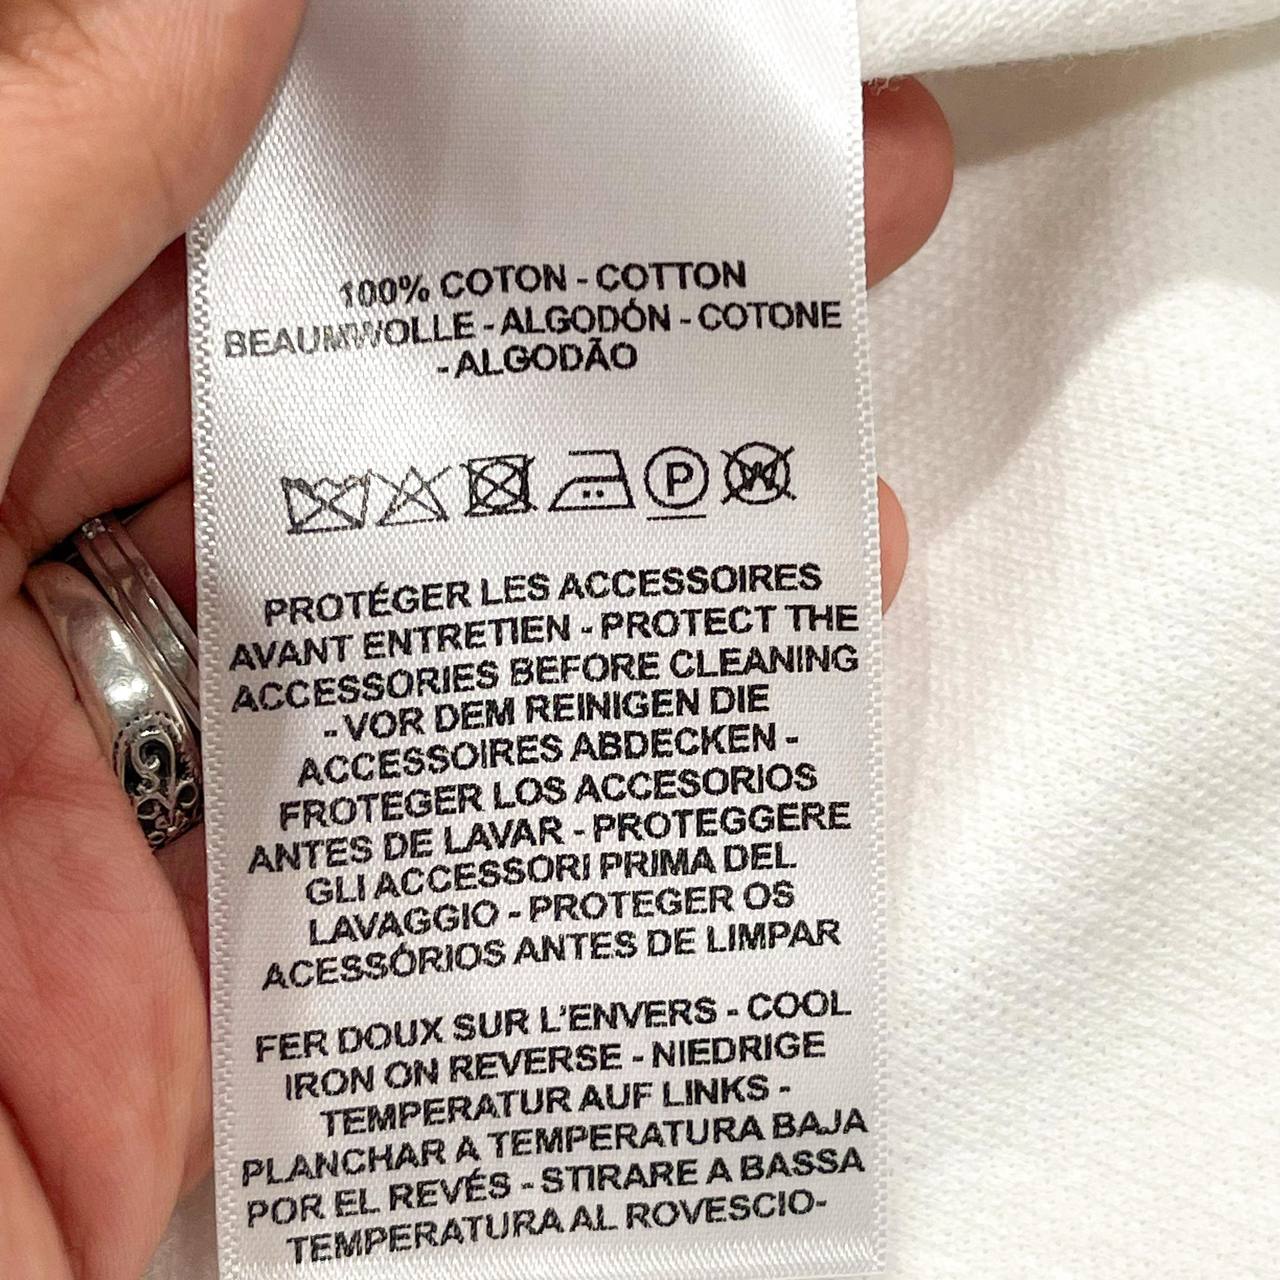 100% COTON - COTTON
BEAUMWOLLE - ALGODÓN - COTONE
- ALGODÃO
P W
PROTÉGER LES ACCESSOIRES
AVANT ENTRETIEN - PROTECT THE
ACCESSORIES BEFORE CLEANING
- VOR DEM REINIGEN DIE
ACCESSOIRES ABDECKEN -
FROTEGER LOS ACCESORIOS
ANTES DE LAVAR - PROTEGGERE
GLI ACCESSORI PRIMA DEL
LAVAGGIO - PROTEGER OS
ACESSÓRIOS ANTES DE LIMPAR
FER DOUX SUR L'ENVERS - COOL
IRON ON REVERSE - NIEDRIGE
TEMPERATUR AUF LINKS -
PLANCHAR A TEMPERATURA BAJA
POR EL REVÉS - STIRARE A BASSA
TEMPERATURA AL ROVESCIO-